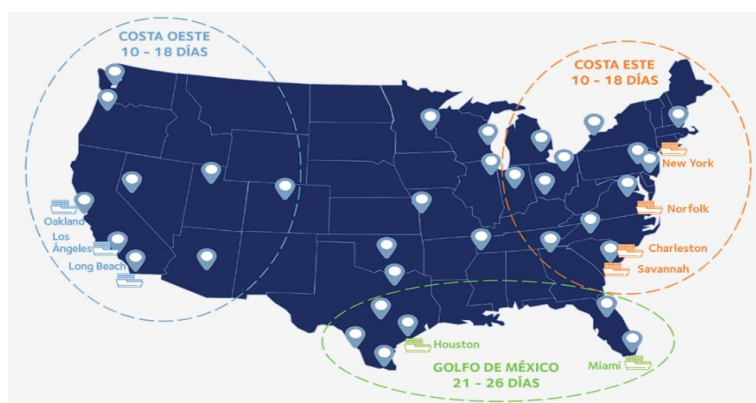 COSTA OESTE
10 - 18 DÍAS
COSTA ESTE
10 - 18 DÍAS
New York
Norfolk
Oakland
Los
Ángeles
Long Beach
Charleston
Savannah
Houston
Miami
GOLFO DE MÉXICO
21 - 26 DÍAS